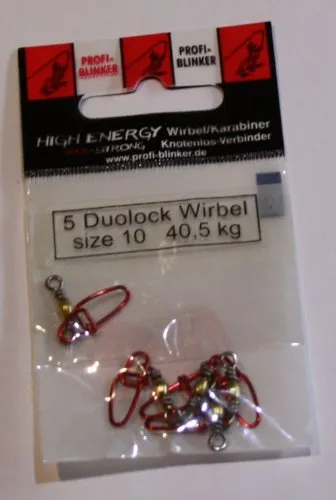 PROFI-
BLINKER
PROFI-
BLINKER
HIGH ENERGY Wirbel/Karabiner
STRONG Knotenlos-Verbinder
www.profi-blinker.de
5 Duolock Wirbel
size 10 40,5 kg